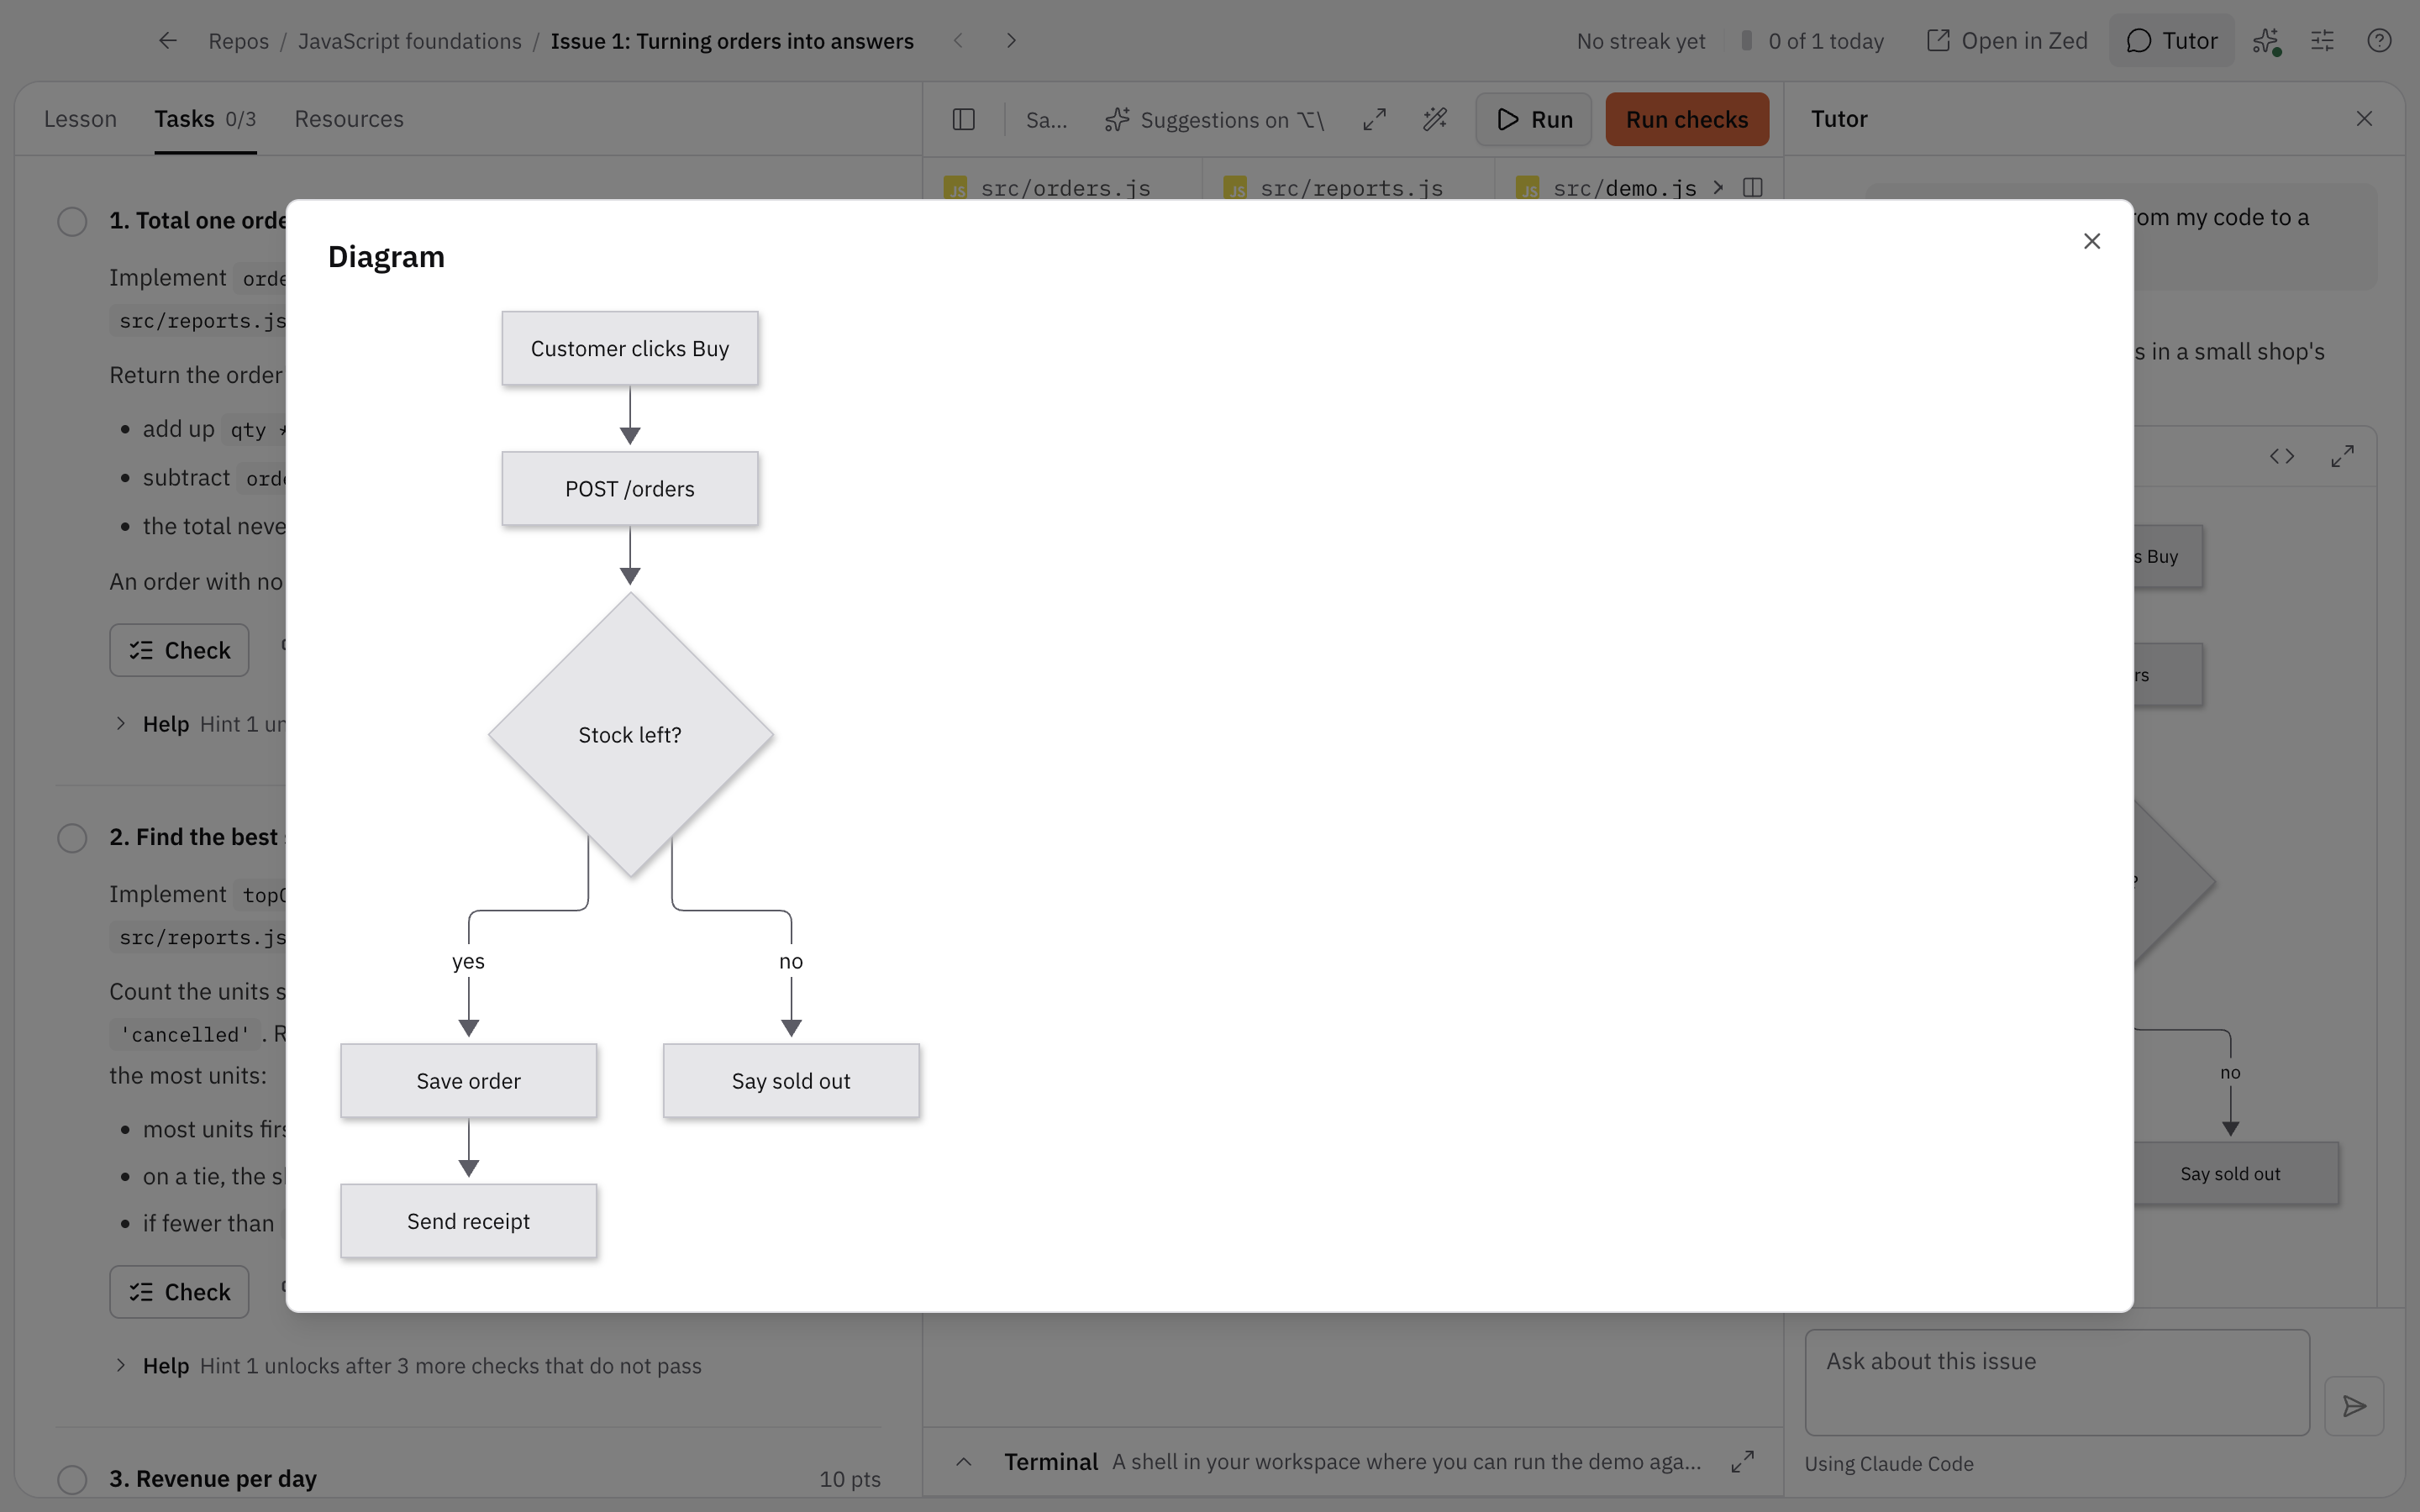 Repos / JavaScript foundations / Issue 1: Turning orders into answers
No streak yet
0 of 1 today
Open in Zed
Tutor
Lesson
Tasks 0/3
Resources
Sa...
Suggestions on ⌥\
Run
Run checks
Tutor
JS src/orders.js
JS src/reports.js
JS src/demo.js
1. Total one orde
Implement orde
src/reports.js
Return the order
add up qty *
subtract orde
the total neve
An order with no
Check
Help Hint 1 un
2. Find the best
Implement topC
src/reports.js
Count the units s
'cancelled'. R
the most units:
most units firs
on a tie, the s
if fewer than
Check
Help Hint 1 unlocks after 3 more checks that do not pass
3. Revenue per day
10 pts
Diagram
Customer clicks Buy
POST /orders
Stock left?
yes
no
Save order
Say sold out
Send receipt
Terminal A shell in your workspace where you can run the demo aga...
om my code to a
s in a small shop's
s Buy
rs
?
no
Say sold out
Ask about this issue
Using Claude Code